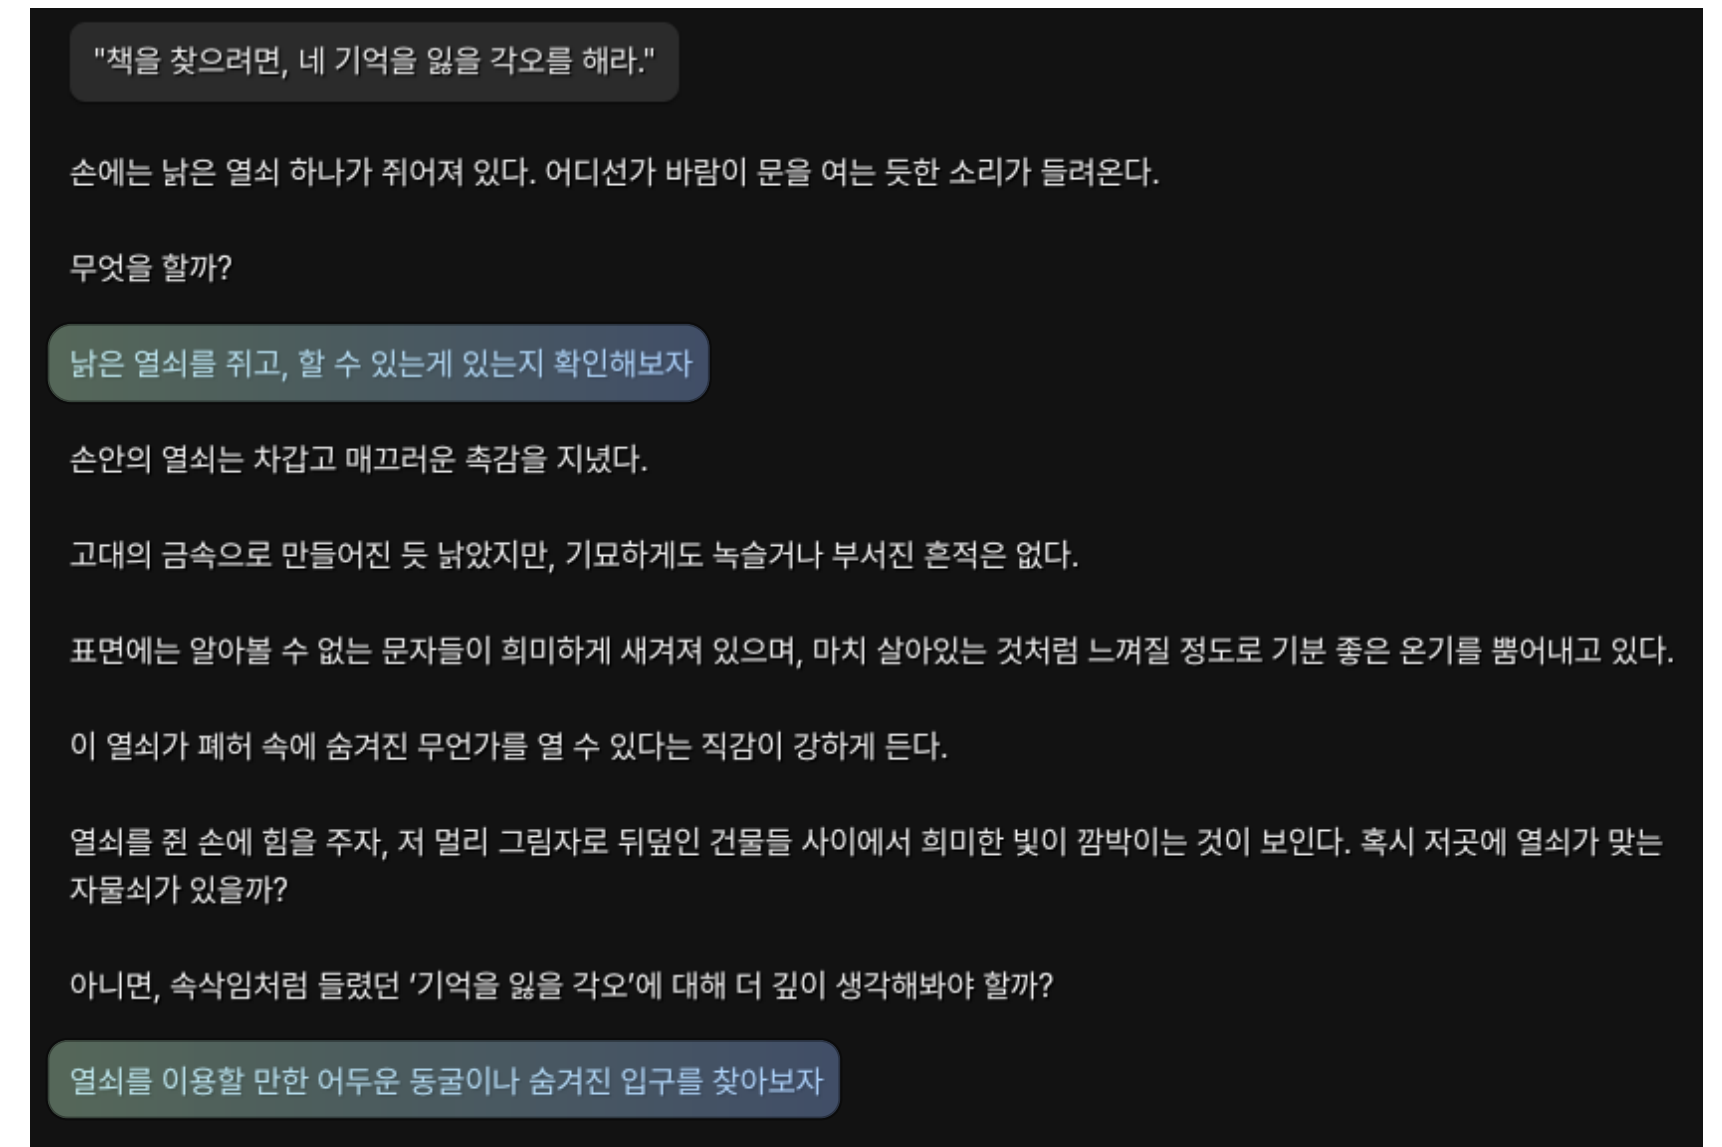 "책을 찾으려면, 네 기억을 잃을 각오를 해라."
손에는 낡은 열쇠 하나가 쥐어져 있다. 어디선가 바람이 문을 여는 듯한 소리가 들려온다.
무엇을 할까?
낡은 열쇠를 쥐고, 할 수 있는게 있는지 확인해보자
손안의 열쇠는 차갑고 매끄러운 촉감을 지녔다.
고대의 금속으로 만들어진 듯 낡았지만, 기묘하게도 녹슬거나 부서진 흔적은 없다.
표면에는 알아볼 수 없는 문자들이 희미하게 새겨져 있으며, 마치 살아있는 것처럼 느껴질 정도로 기분 좋은 온기를 뿜어내고 있다.
이 열쇠가 폐허 속에 숨겨진 무언가를 열 수 있다는 직감이 강하게 든다.
열쇠를 쥔 손에 힘을 주자, 저 멀리 그림자로 뒤덮인 건물들 사이에서 희미한 빛이 깜박이는 것이 보인다. 혹시 저곳에 열쇠가 맞는
자물쇠가 있을까?
아니면, 속삭임처럼 들렸던 ‘기억을 잃을 각오’에 대해 더 깊이 생각해봐야 할까?
열쇠를 이용할 만한 어두운 동굴이나 숨겨진 입구를 찾아보자